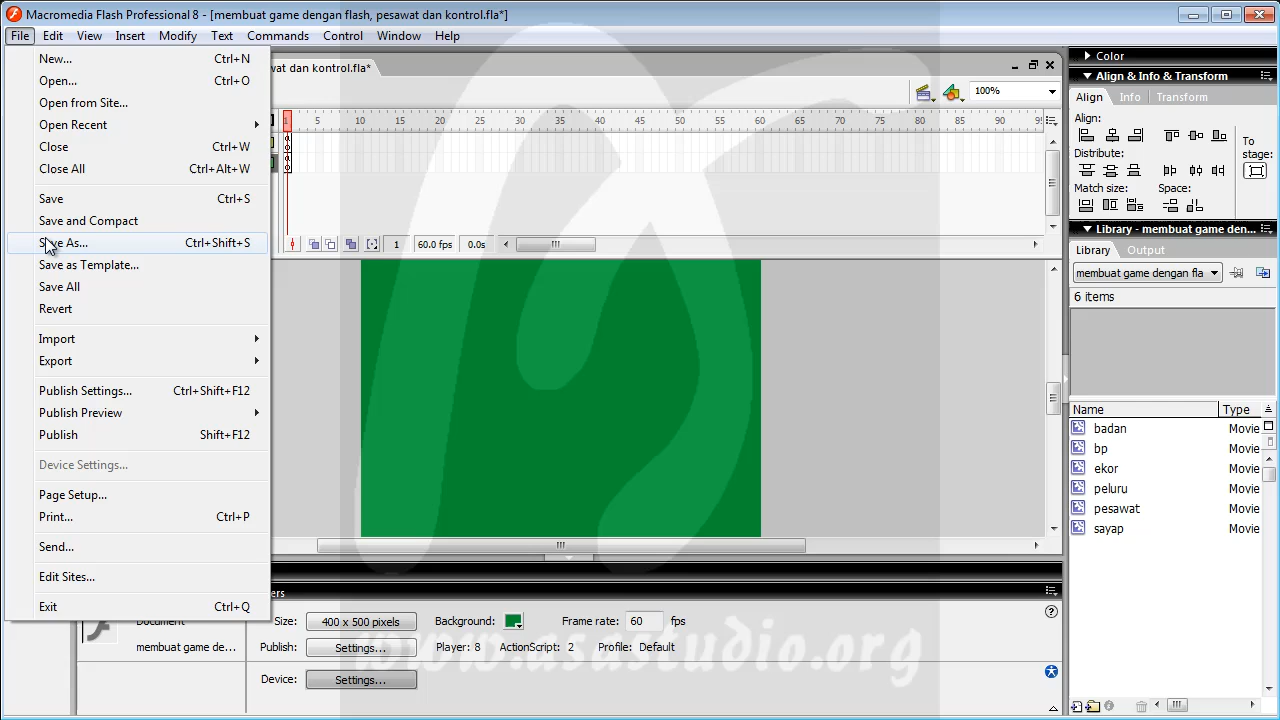 Macromedia Flash Professional 8 - [membuat game dengan flash, pesawat dan kontrol.fla*]
File Edit View Insert Modify Text Commands Control Window Help
New... Ctrl+N
Open... Ctrl+O
Open from Site...
Open Recent
Close Ctrl+W
Close All Ctrl+Alt+W
Save Ctrl+S
Save and Compact
Save As... Ctrl+Shift+S
Save as Template...
Save All
Revert
Import
Export
Publish Settings... Ctrl+Shift+F12
Publish Preview
Publish Shift+F12
Device Settings...
Page Setup...
Print... Ctrl+P
Send...
Edit Sites...
Exit Ctrl+Q
wat dan kontrol.fla*
100%
1 5 10 15 20 25 30 35 40 45 50 55 60 65 70 75 80 85 90 95
1 60.0 fps 0.0s
Color
Align & Info & Transform
Align Info Transform
Align:
To stage:
Distribute:
Match size: Space:
Library - membuat game den...
Library Output
membuat game dengan fla
6 items
Name Type
badan Movie
bp Movie
ekor Movie
peluru Movie
pesawat Movie
sayap Movie
ers
Document
membuat game de...
Size: 400 x 500 pixels Background: Frame rate: 60 fps
Publish: Settings... Player: 8 ActionScript: 2 Profile: Default
Device: Settings...
www.asastudio.org